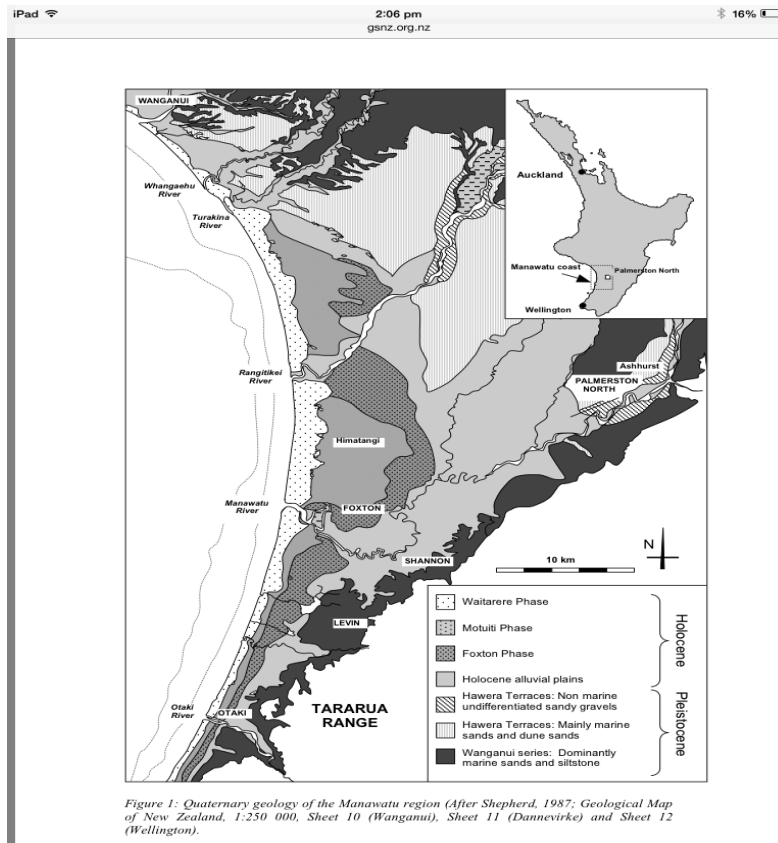 iPad 2:06 pm 16%
gsnz.org.nz
WANGANUI
Whangaehu
River
Turakina
River
Auckland
Manawatu coast
Palmerston North
Wellington
Rangitikei
River
Ashhurst
PALMERSTON
NORTH
Himatangi
Manawatu
River
FOXTON
SHANNON
N
10 km
LEVIN
Otaki
River
OTAKI
TARARUA
RANGE
Waitarere Phase
Motuiti Phase
Foxton Phase
Holocene alluvial plains
Holocene
Hawera Terraces: Non marine
undifferentiated sandy gravels
Hawera Terraces: Mainly marine
sands and dune sands
Wanganui series: Dominantly
marine sands and siltstone
Pleistocene
Figure 1: Quaternary geology of the Manawatu region (After Shepherd, 1987; Geological Map
of New Zealand, 1:250 000, Sheet 10 (Wanganui), Sheet 11 (Dannevirke) and Sheet 12
(Wellington).